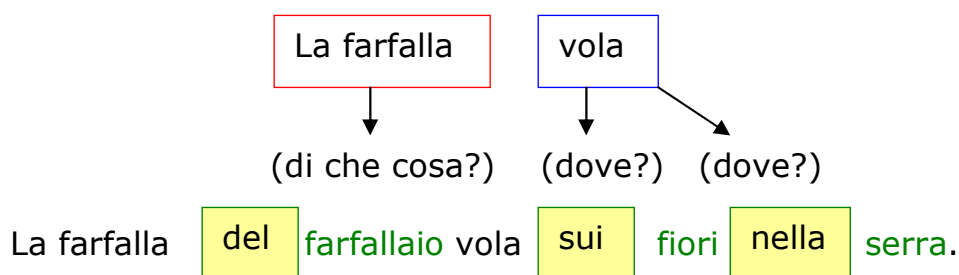 La farfalla vola
(di che cosa?) (dove?) (dove?)
La farfalla del farfallaio vola sui fiori nella serra.